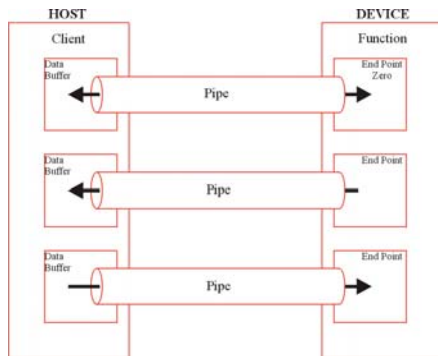 HOST
DEVICE
Client
Function
Data
Buffer
Pipe
End Point
Zero
Data
Buffer
Pipe
End Point
Data
Buffer
Pipe
End Point